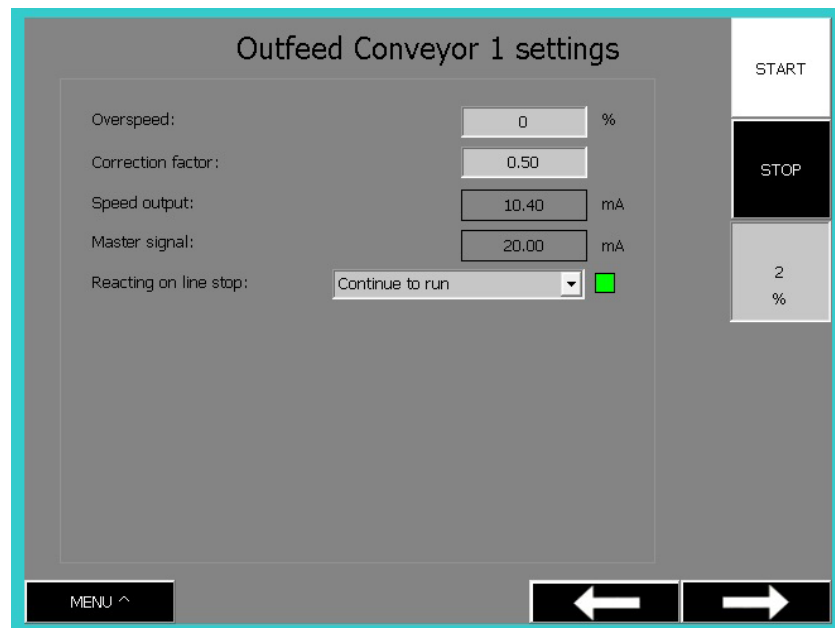 Outfeed Conveyor 1 settings
START
Overspeed: 0 %
Correction factor: 0.50
STOP
Speed output: 10.40 mA
Master signal: 20.00 mA
Reacting on line stop: Continue to run
2
%
MENU ^